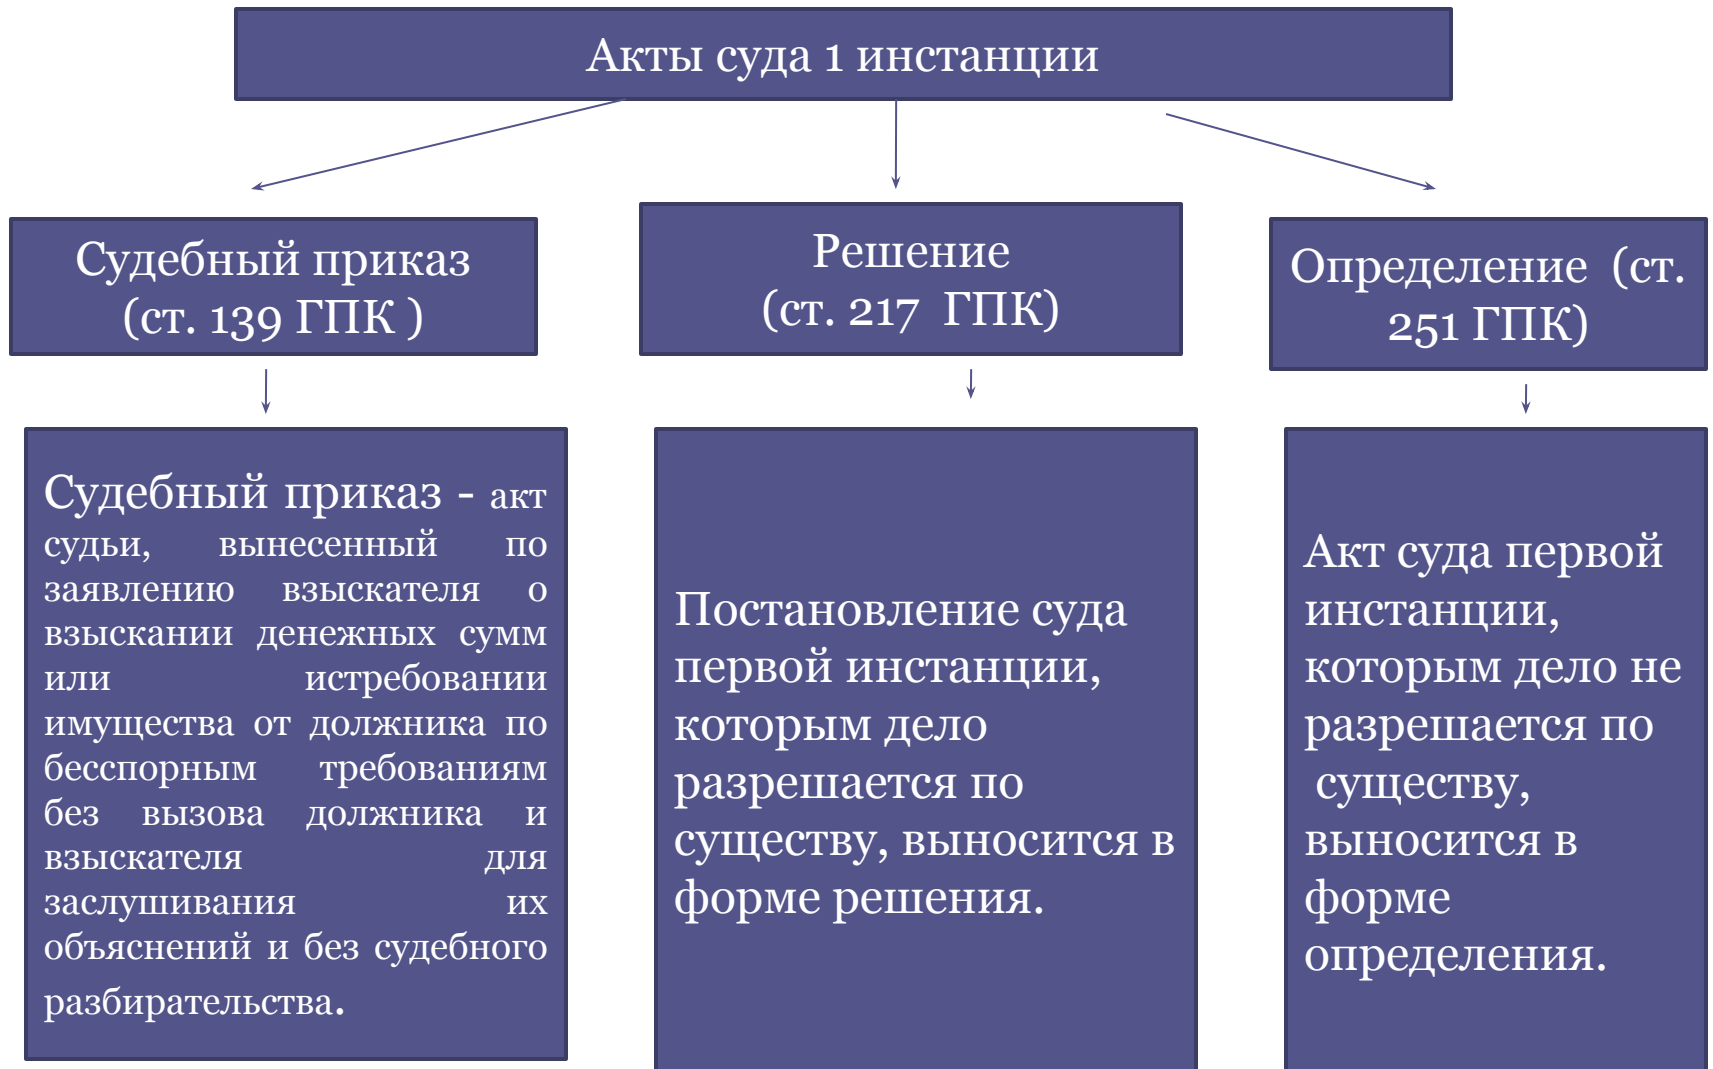 Акты суда 1 инстанции
Судебный приказ
(ст. 139 ГПК )
Решение
(ст. 217 ГПК)
Определение (ст.
251 ГПК)
Судебный приказ - акт
судьи, вынесенный по
заявлению взыскателя о
взыскании денежных сумм
или истребовании
имущества от должника по
бесспорным требованиям
без вызова должника и
взыскателя для
заслушивания их
объяснений и без судебного
разбирательства.
Постановление суда
первой инстанции,
которым дело
разрешается по
существу, выносится в
форме решения.
Акт суда первой
инстанции,
которым дело не
разрешается по
существу,
выносится в
форме
определения.